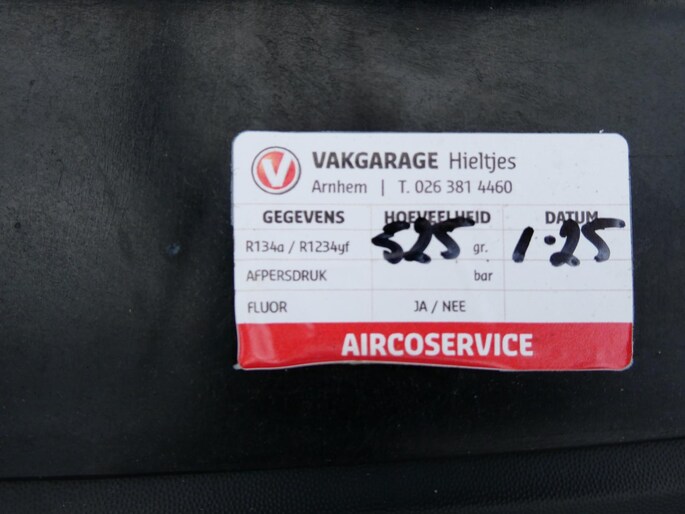 V VAKGARAGE Hieltjes
Arnhem | T. 026 381 4460
GEGEVENS HOEVEELHEID DATUM
R134a / R1234yf 525 gr. 1-25
AFPERSDRUK bar
FLUOR JA / NEE
AIRCOSERVICE